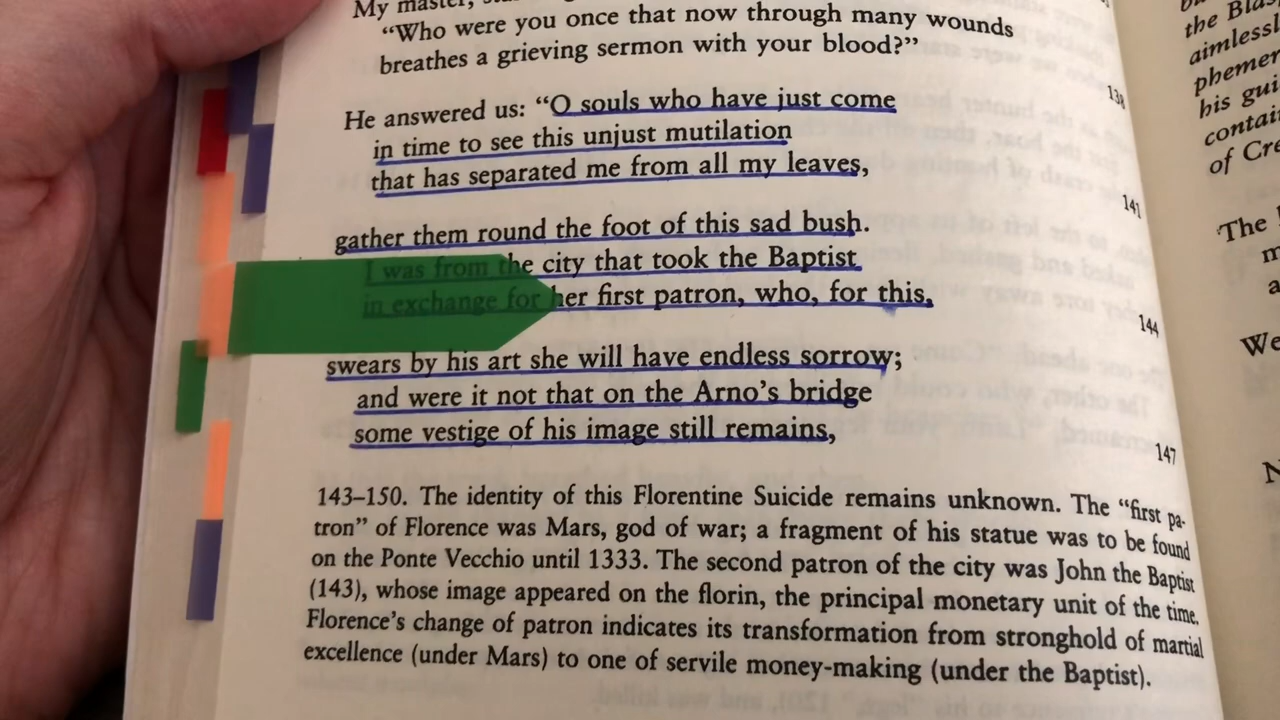 My master,
“Who were you once that now through many wounds
breathes a grieving sermon with your blood?”
138
He answered us: “O souls who have just come
in time to see this unjust mutilation
that has separated me from all my leaves,
141
gather them round the foot of this sad bush.
I was from the city that took the Baptist
in exchange for her first patron, who, for this,
144
swears by his art she will have endless sorrow;
and were it not that on the Arno’s bridge
some vestige of his image still remains,
147
143–150. The identity of this Florentine Suicide remains unknown. The “first pa-
tron” of Florence was Mars, god of war; a fragment of his statue was to be found
on the Ponte Vecchio until 1333. The second patron of the city was John the Baptist
(143), whose image appeared on the florin, the principal monetary unit of the time.
Florence’s change of patron indicates its transformation from stronghold of martial
excellence (under Mars) to one of servile money-making (under the Baptist).
the
aimless
his
of
The
We